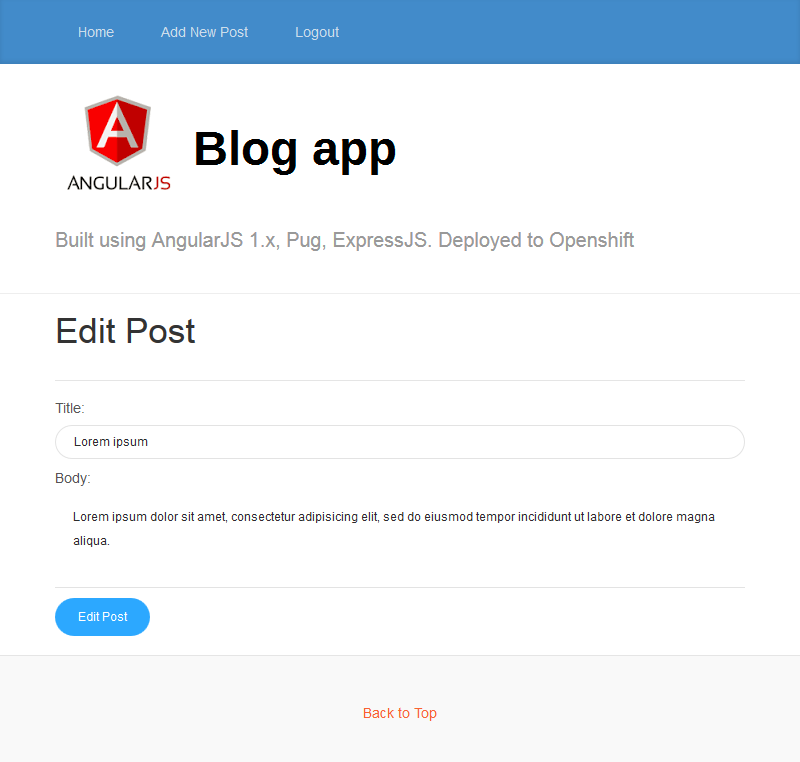 Home Add New Post Logout
ANGULARJS
Blog app
Built using AngularJS 1.x, Pug, ExpressJS. Deployed to Openshift
Edit Post
Title:
Lorem ipsum
Body:
Lorem ipsum dolor sit amet, consectetur adipisicing elit, sed do eiusmod tempor incididunt ut labore et dolore magna
aliqua.
Edit Post
Back to Top